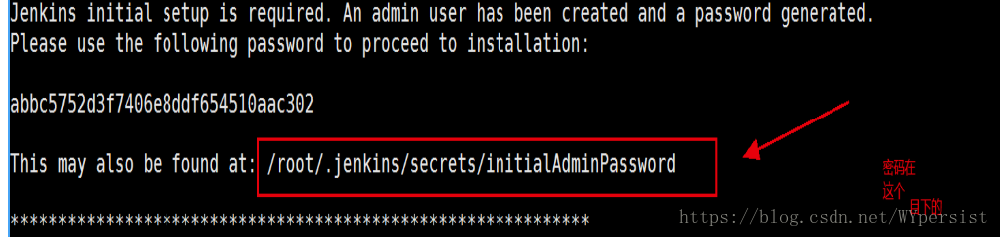 Jenkins initial setup is required. An admin user has been created and a password generated.
Please use the following password to proceed to installation:
abbc5752d3f7406e8ddf654510aac302
This may also be found at: /root/.jenkins/secrets/initialAdminPassword
密码在
这个
目下的
*************************************************************
https://blog.csdn.net/WYpersist